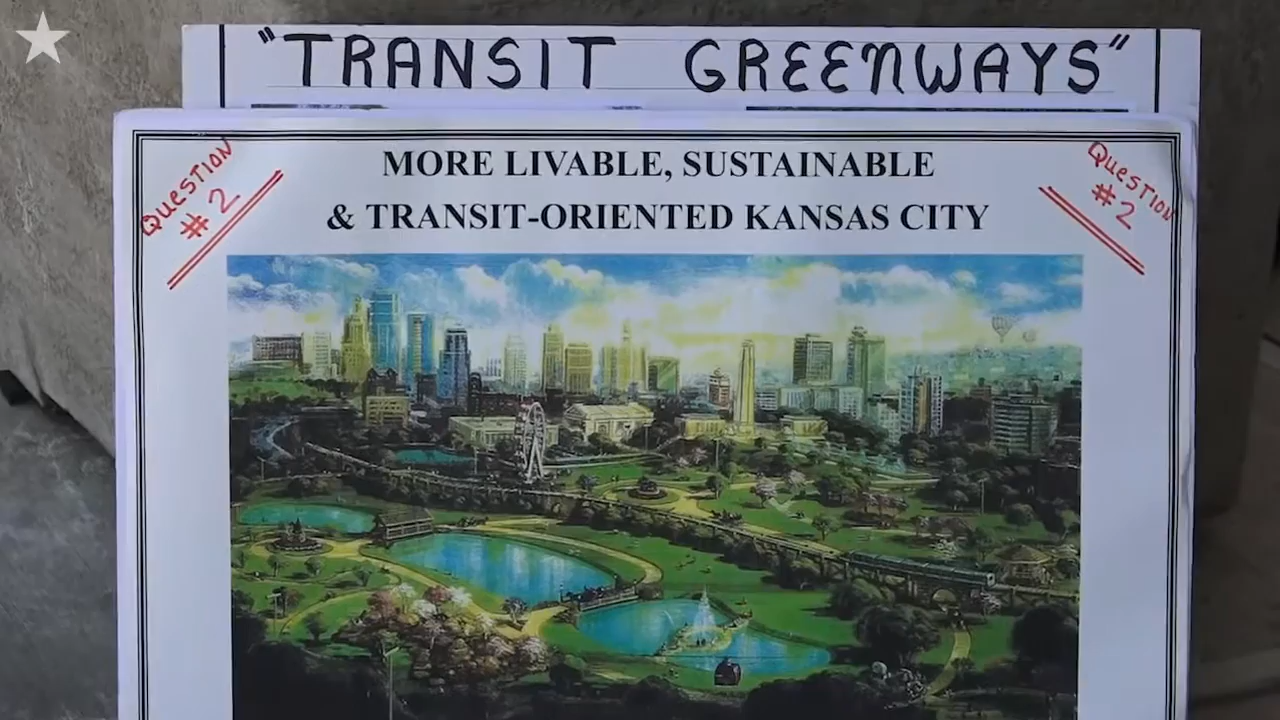 "TRANSIT GREENWAYS"
QUESTION
#2
MORE LIVABLE, SUSTAINABLE
& TRANSIT-ORIENTED KANSAS CITY
QUESTION
#2